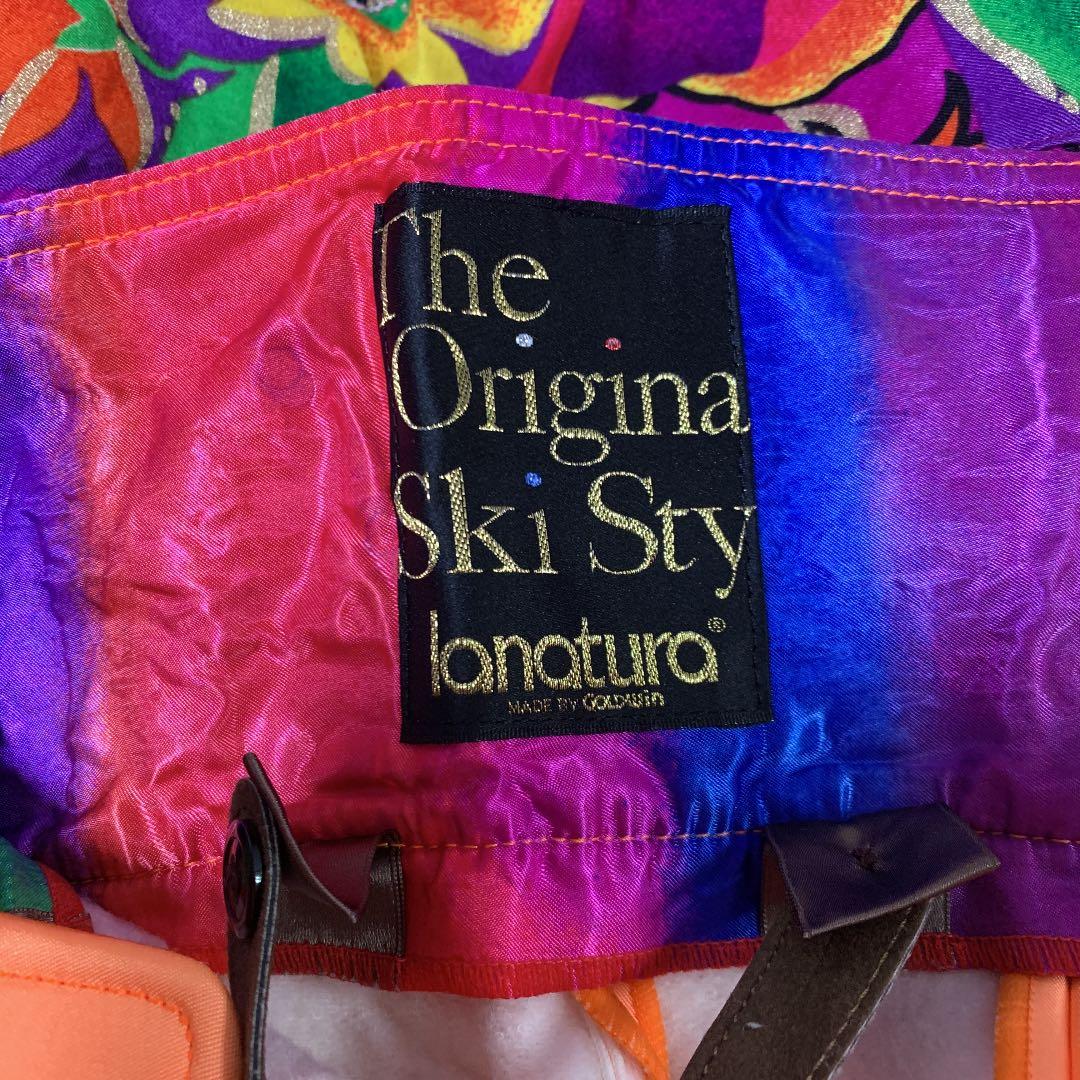 The
Origina
Ski Sty
lanatura®
MADE BY GOLDWIN